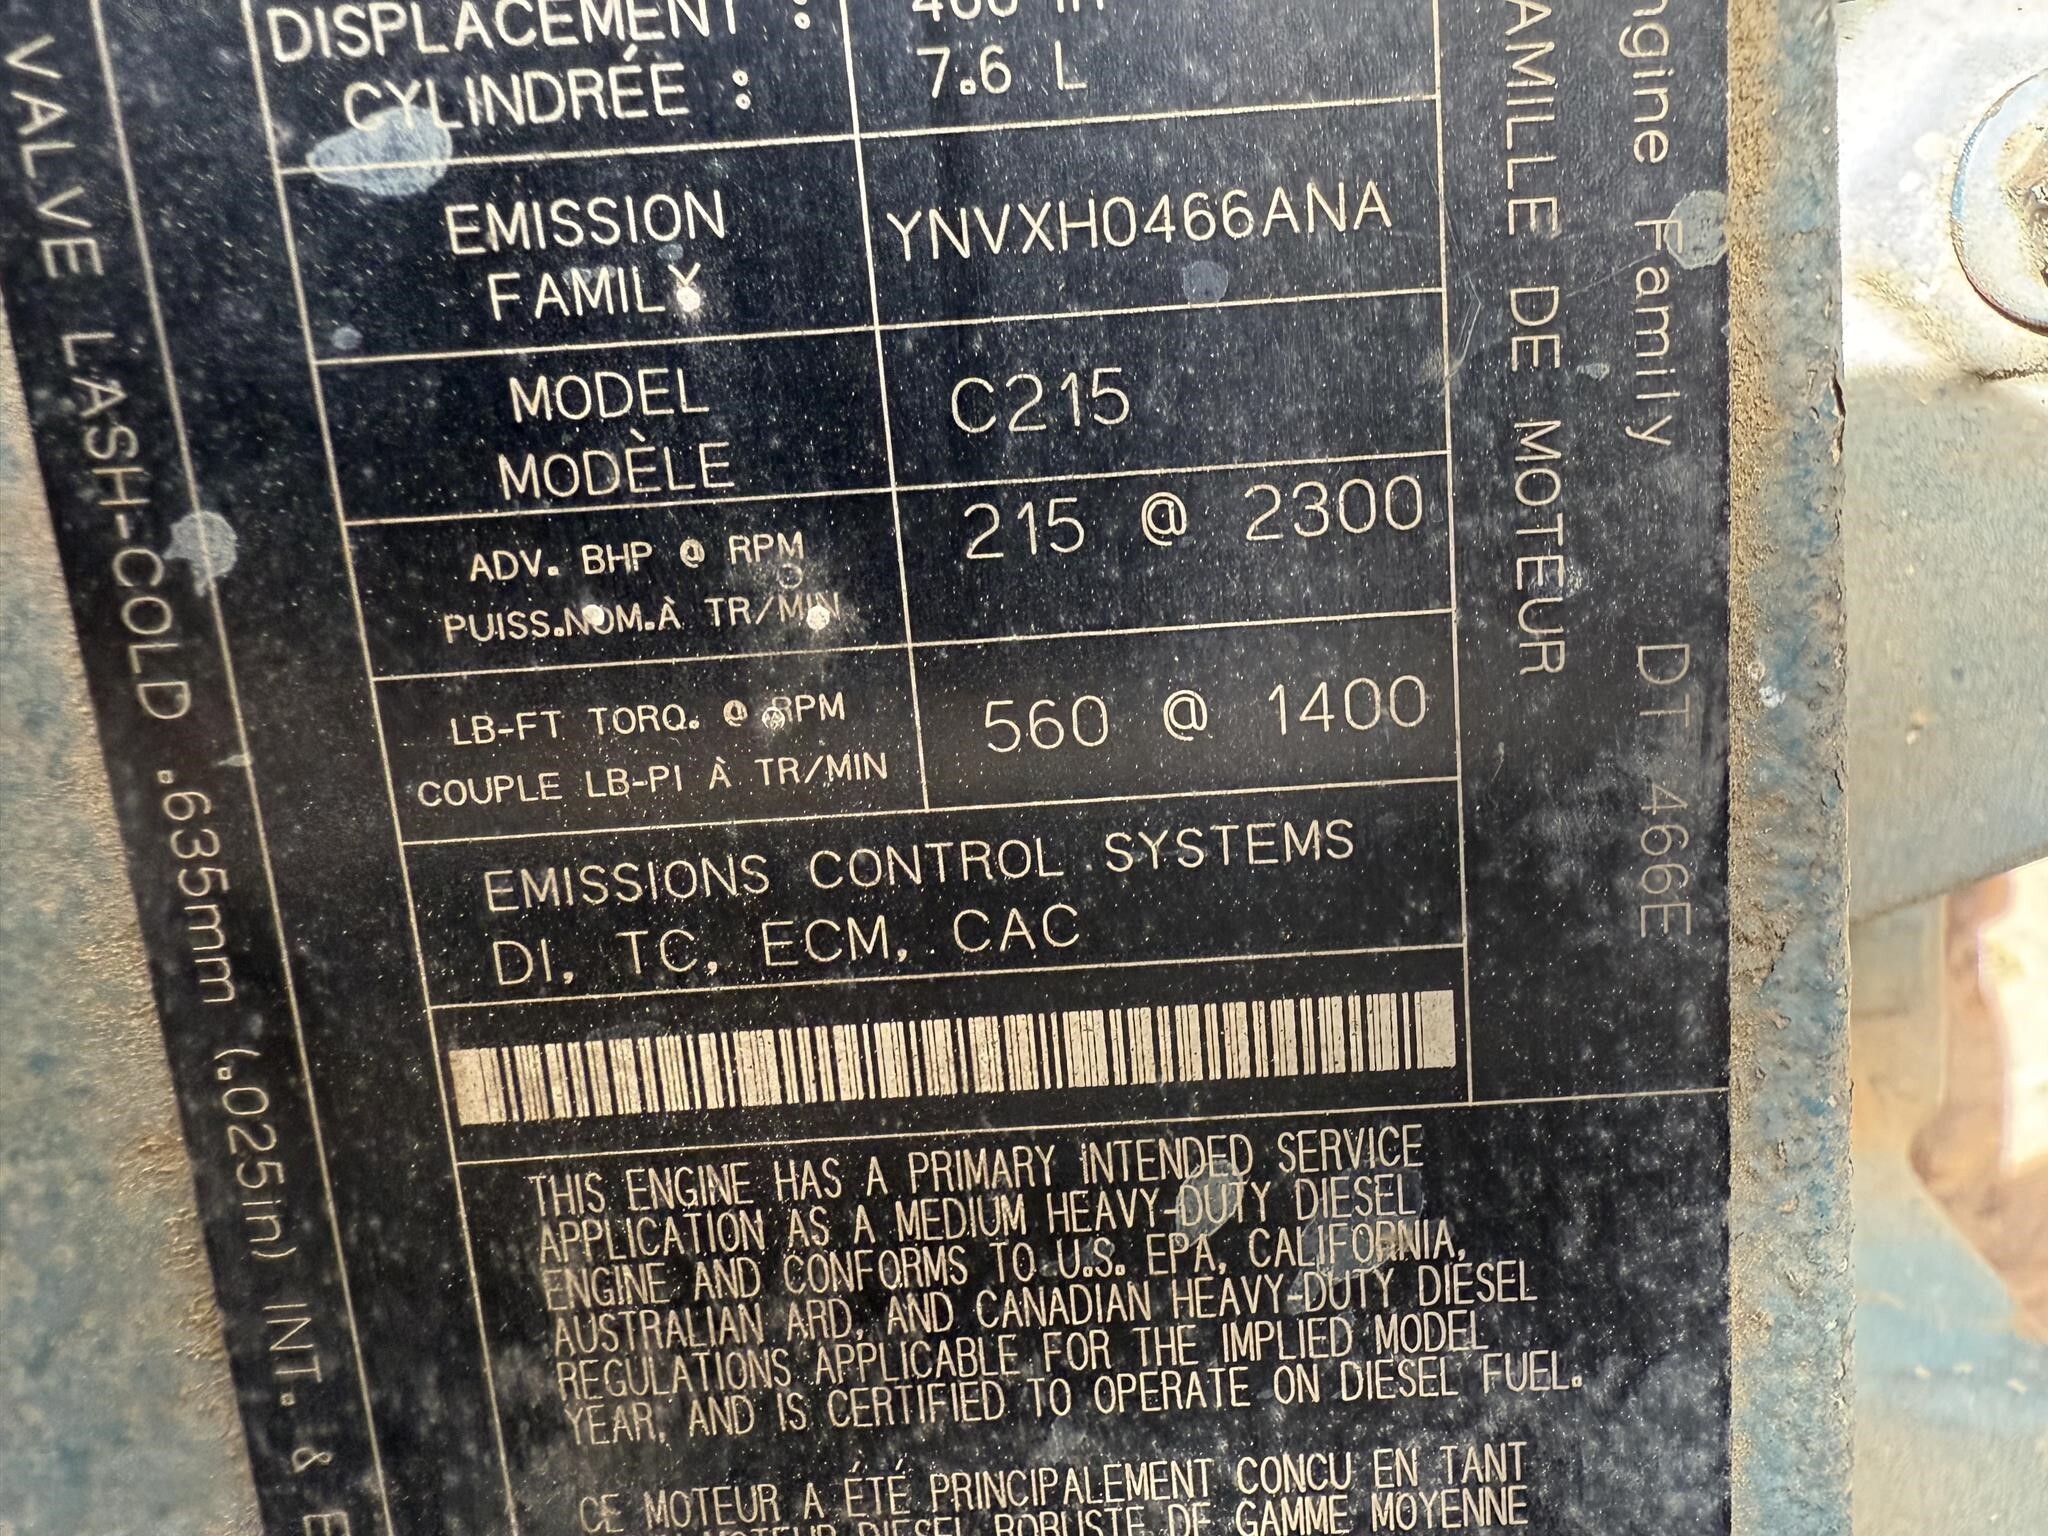 DISPLACEMENT :
CYLINDRÉE :
7.6 L
EMISSION
FAMILY
YNVXH0466ANA
MODEL
MODÈLE
C215
ADV. BHP @ RPM
PUISS.NOM.À TR/MIN
215 @ 2300
LB-FT TORQ. @ RPM
COUPLE LB-PI À TR/MIN
560 @ 1400
EMISSIONS CONTROL SYSTEMS
DI, TC, ECM, CAC
THIS ENGINE HAS A PRIMARY INTENDED SERVICE
APPLICATION AS A MEDIUM HEAVY-DUTY DIESEL
ENGINE AND CONFORMS TO U.S. EPA, CALIFORNIA,
AUSTRALIAN ARD, AND CANADIAN HEAVY-DUTY DIESEL
REGULATIONS APPLICABLE FOR THE IMPLIED MODEL
YEAR, AND IS CERTIFIED TO OPERATE ON DIESEL FUEL.
CE MOTEUR A ÉTÉ PRINCIPALEMENT CONCU EN TANT
MOTEUR DIESEL ROBUSTE DE GAMME MOYENNE
VALVE LASH-COLD .635mm (.025in) INT. & E
AMILLE DE MOTEUR
ngine Family DT 466E